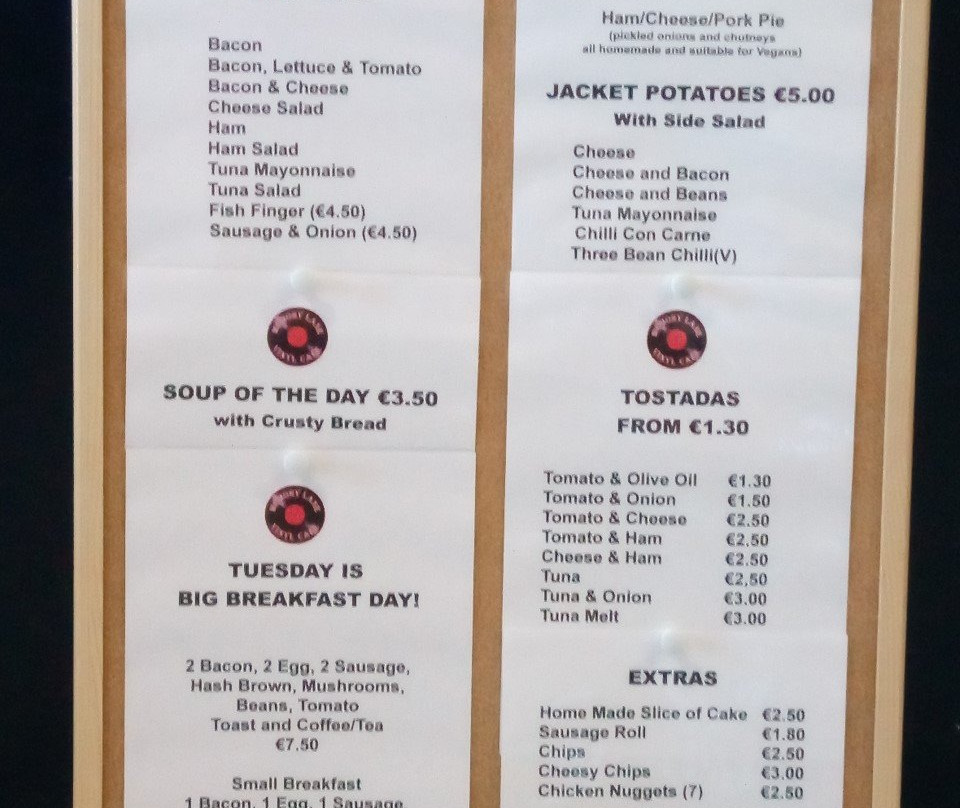 Bacon
Bacon, Lettuce & Tomato
Bacon & Cheese
Cheese Salad
Ham
Ham Salad
Tuna Mayonnaise
Tuna Salad
Fish Finger (€4.50)
Sausage & Onion (€4.50)
SOUP OF THE DAY €3.50
with Crusty Bread
TUESDAY IS
BIG BREAKFAST DAY!
2 Bacon, 2 Egg, 2 Sausage,
Hash Brown, Mushrooms,
Beans, Tomato
Toast and Coffee/Tea
€7.50
Small Breakfast
1 Bacon, 1 Egg, 1 Sausage
Ham/Cheese/Pork Pie
(pickled onions and chutneys
all homemade and suitable for Vegans)
JACKET POTATOES €5.00
With Side Salad
Cheese
Cheese and Bacon
Cheese and Beans
Tuna Mayonnaise
Chilli Con Carne
Three Bean Chilli(V)
LANE
VINYL
TOSTADAS
FROM €1.30
Tomato & Olive Oil €1.30
Tomato & Onion €1.50
Tomato & Cheese €2.50
Tomato & Ham €2,50
Cheese & Ham €2.50
Tuna €2,50
Tuna & Onion €3.00
Tuna Melt €3.00
EXTRAS
Home Made Slice of Cake €2.50
Sausage Roll €1.80
Chips €2.50
Cheesy Chips €3.00
Chicken Nuggets (7) €2.50